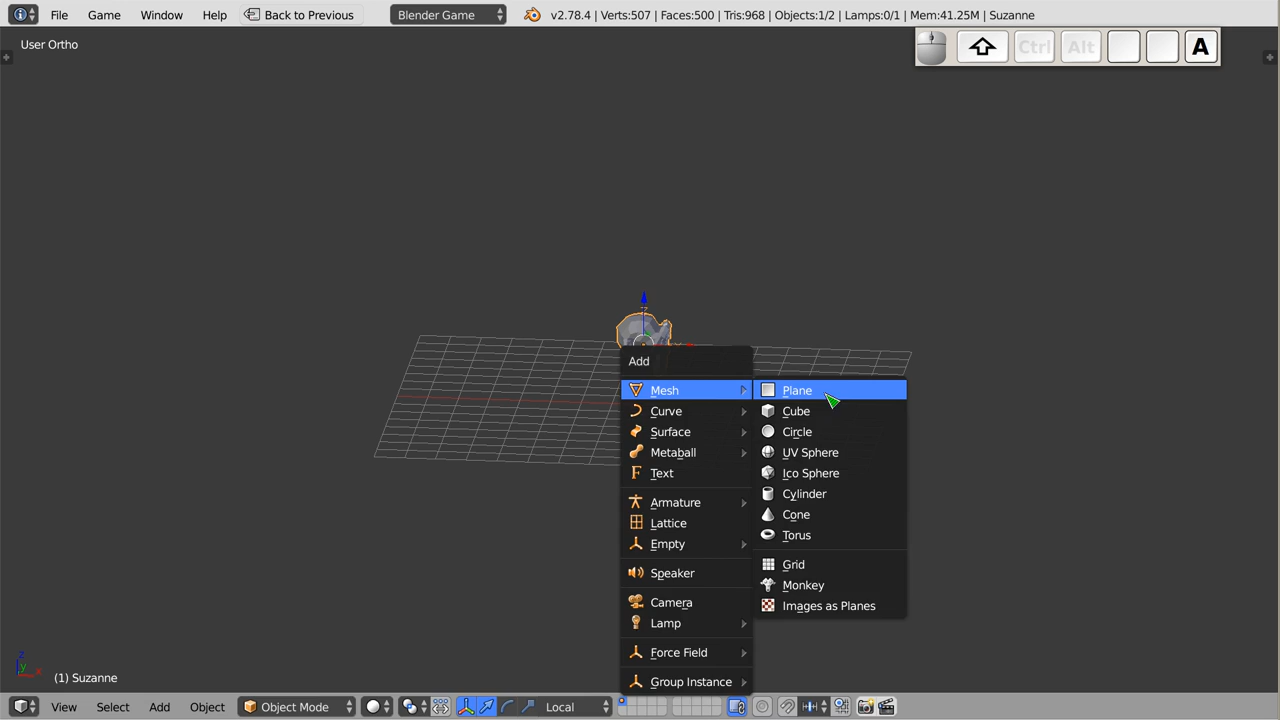 File Game Window Help Back to Previous Blender Game v2.78.4 | Verts:507 | Faces:500 | Tris:968 | Objects:1/2 | Lamps:0/1 | Mem:41.25M | Suzanne
User Ortho
Ctrl Alt A
Add
Mesh
Curve
Surface
Metaball
Text
Armature
Lattice
Empty
Speaker
Camera
Lamp
Force Field
Group Instance
Plane
Cube
Circle
UV Sphere
Ico Sphere
Cylinder
Cone
Torus
Grid
Monkey
Images as Planes
z
y
x
(1) Suzanne
View Select Add Object Object Mode Local